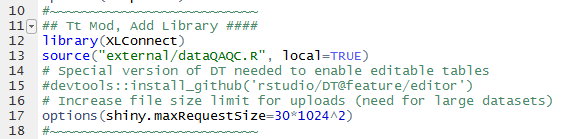 10 #~~~~~~~~~~~~~~~~~~~~~~~~~~~~~
11 ## Tt Mod, Add Library ####
12 library(XLConnect)
13 source("external/dataQAQC.R", local=TRUE)
14 # Special version of DT needed to enable editable tables
15 #devtools::install_github('rstudio/DT@feature/editor')
16 # Increase file size limit for uploads (need for large datasets)
17 options(shiny.maxRequestSize=30*1024^2)
18 #~~~~~~~~~~~~~~~~~~~~~~~~~~~~~